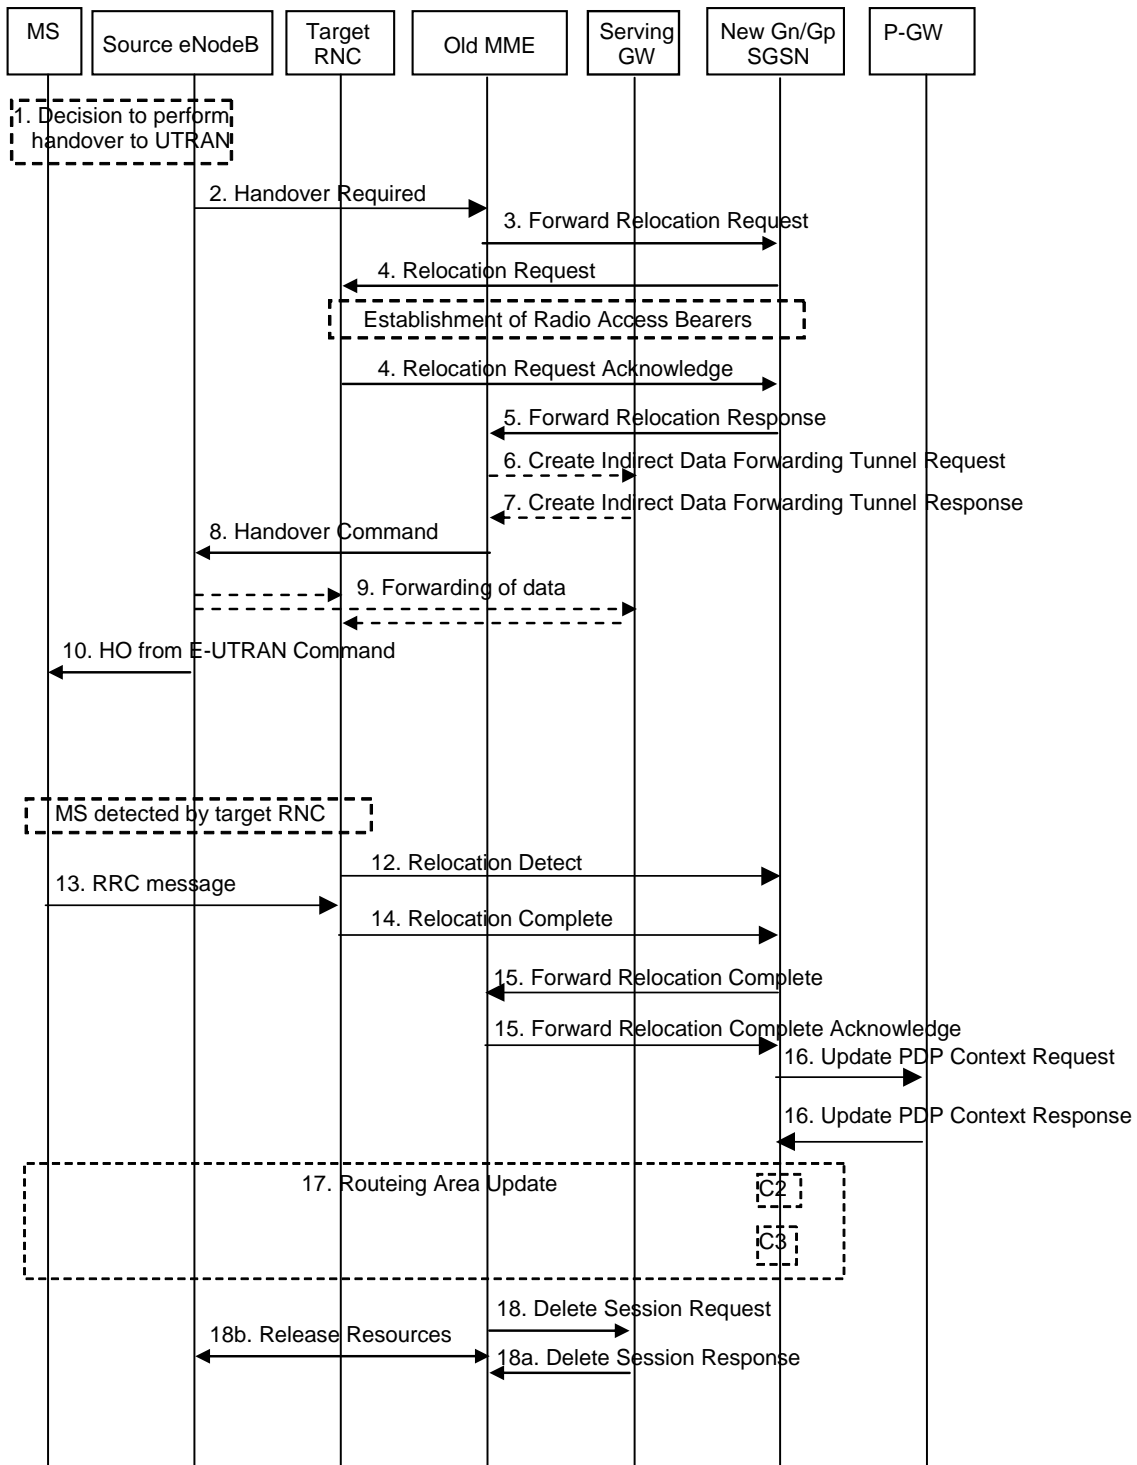 MS
Source eNodeB
Target
RNC
Old MME
Serving
GW
New Gn/Gp
SGSN
P-GW
1. Decision to perform
handover to UTRAN
2. Handover Required
3. Forward Relocation Request
4. Relocation Request
Establishment of Radio Access Bearers
4. Relocation Request Acknowledge
5. Forward Relocation Response
6. Create Indirect Data Forwarding Tunnel Request
7. Create Indirect Data Forwarding Tunnel Response
8. Handover Command
9. Forwarding of data
10. HO from E-UTRAN Command
MS detected by target RNC
12. Relocation Detect
13. RRC message
14. Relocation Complete
15. Forward Relocation Complete
15. Forward Relocation Complete Acknowledge
16. Update PDP Context Request
16. Update PDP Context Response
17. Routeing Area Update
C2
C3
18. Delete Session Request
18b. Release Resources
18a. Delete Session Response